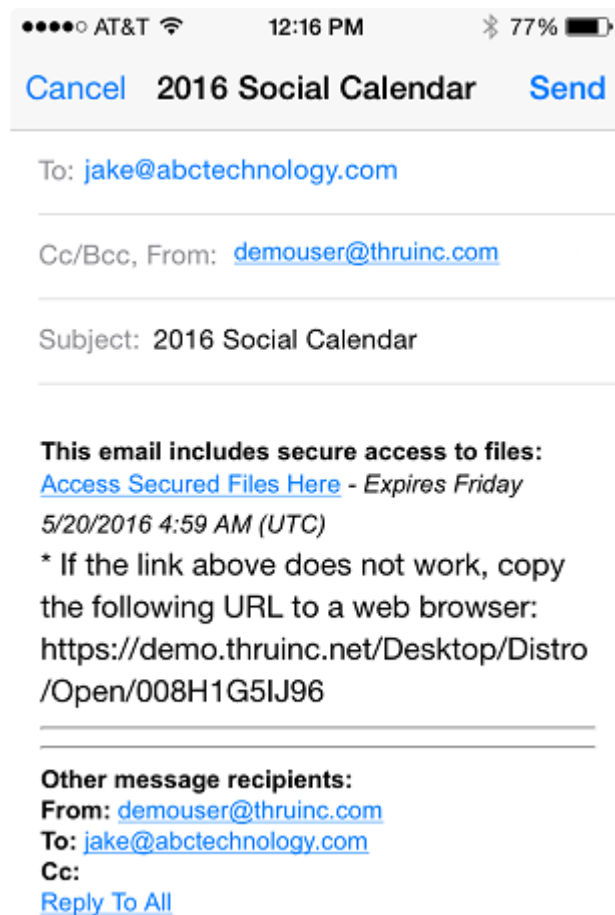 AT&T 12:16 PM 77%
Cancel 2016 Social Calendar Send
To: jake@abctechnology.com
Cc/Bcc, From: demouser@thruinc.com
Subject: 2016 Social Calendar
This email includes secure access to files:
Access Secured Files Here - Expires Friday
5/20/2016 4:59 AM (UTC)
* If the link above does not work, copy
the following URL to a web browser:
https://demo.thruinc.net/Desktop/Distro
/Open/008H1G5IJ96
Other message recipients:
From: demouser@thruinc.com
To: jake@abctechnology.com
Cc:
Reply To All